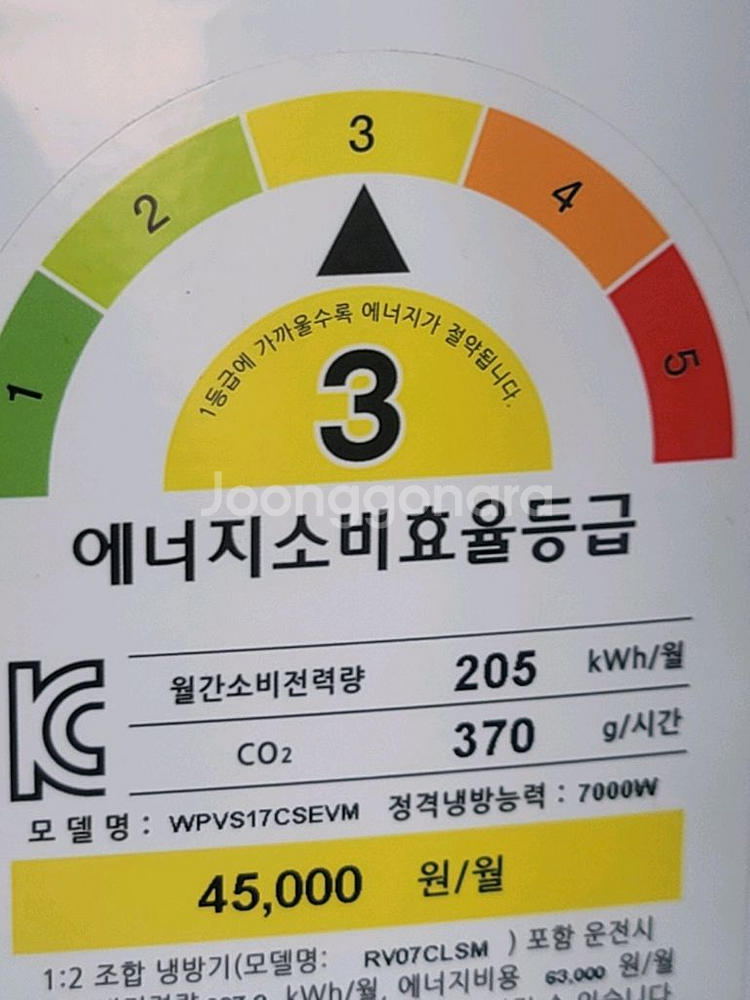 1
2
3
4
5
1등급에 가까울수록 에너지가 절약됩니다.
3
Joonggonara
에너지소비효율등급
월간소비전력량 205 kWh/월
CO2 370 g/시간
모 델 명 : WPVS17CSEVM 정격냉방능력 : 7000W
45,000 원/월
1:2 조합 냉방기(모델명: RV07CLSM ) 포함 운전시
kWh/월, 에너지비용 63,000 원/월
있습니다